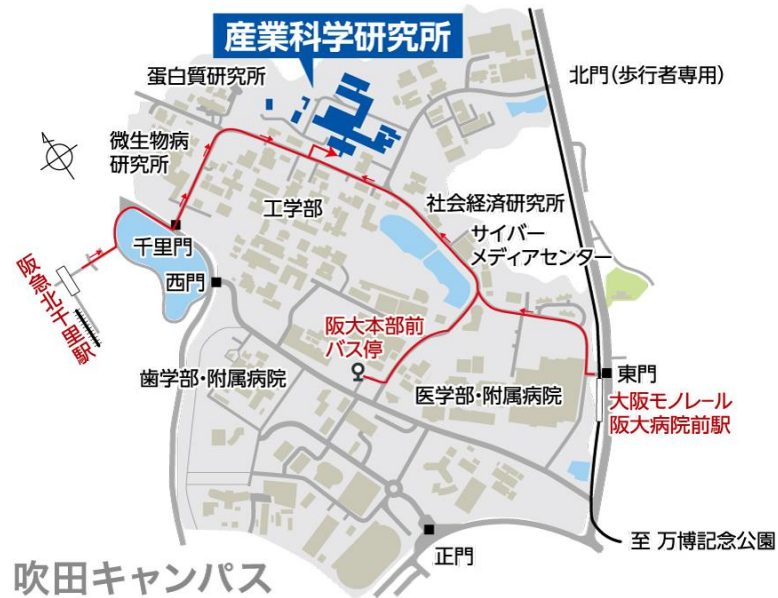 産業科学研究所
蛋白質研究所
北門(歩行者専用)
微生物病
研究所
工学部
社会経済研究所
サイバー
メディアセンター
千里門
西門
阪急北千里駅
阪大本部前
バス停
歯学部・附属病院
医学部・附属病院
東門
大阪モノレール
阪大病院前駅
正門
至 万博記念公園
吹田キャンパス